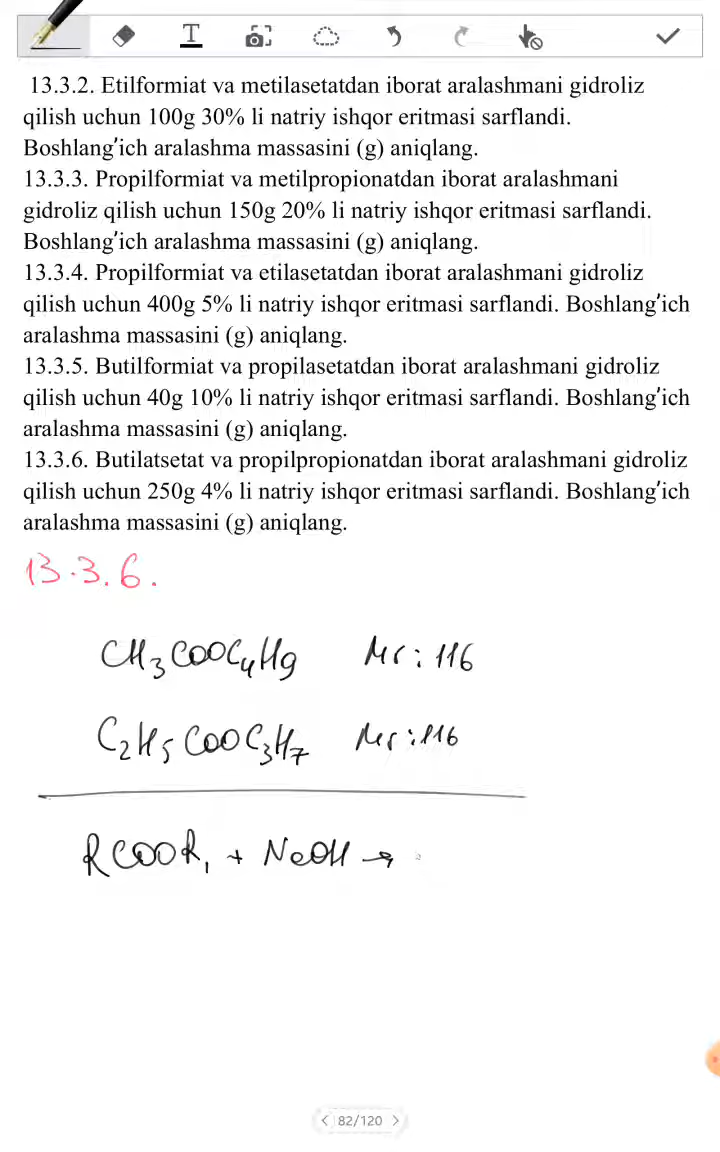 T
13.3.2. Etilformiat va metilasetatdan iborat aralashmani gidroliz
qilish uchun 100g 30% li natriy ishqor eritmasi sarflandi.
Boshlang′ich aralashma massasini (g) aniqlang.
13.3.3. Propilformiat va metilpropionatdan iborat aralashmani
gidroliz qilish uchun 150g 20% li natriy ishqor eritmasi sarflandi.
Boshlang′ich aralashma massasini (g) aniqlang.
13.3.4. Propilformiat va etilasetatdan iborat aralashmani gidroliz
qilish uchun 400g 5% li natriy ishqor eritmasi sarflandi. Boshlang′ich
aralashma massasini (g) aniqlang.
13.3.5. Butilformiat va propilasetatdan iborat aralashmani gidroliz
qilish uchun 40g 10% li natriy ishqor eritmasi sarflandi. Boshlang′ich
aralashma massasini (g) aniqlang.
13.3.6. Butilatsetat va propilpropionatdan iborat aralashmani gidroliz
qilish uchun 250g 4% li natriy ishqor eritmasi sarflandi. Boshlang′ich
aralashma massasini (g) aniqlang.
13.3.6.
CH₃COOC₄H₉ Mr: 116
C₂H₅COOC₃H₇ Mr: 116
RCOOR₁ + NaOH →
< 82/120 >